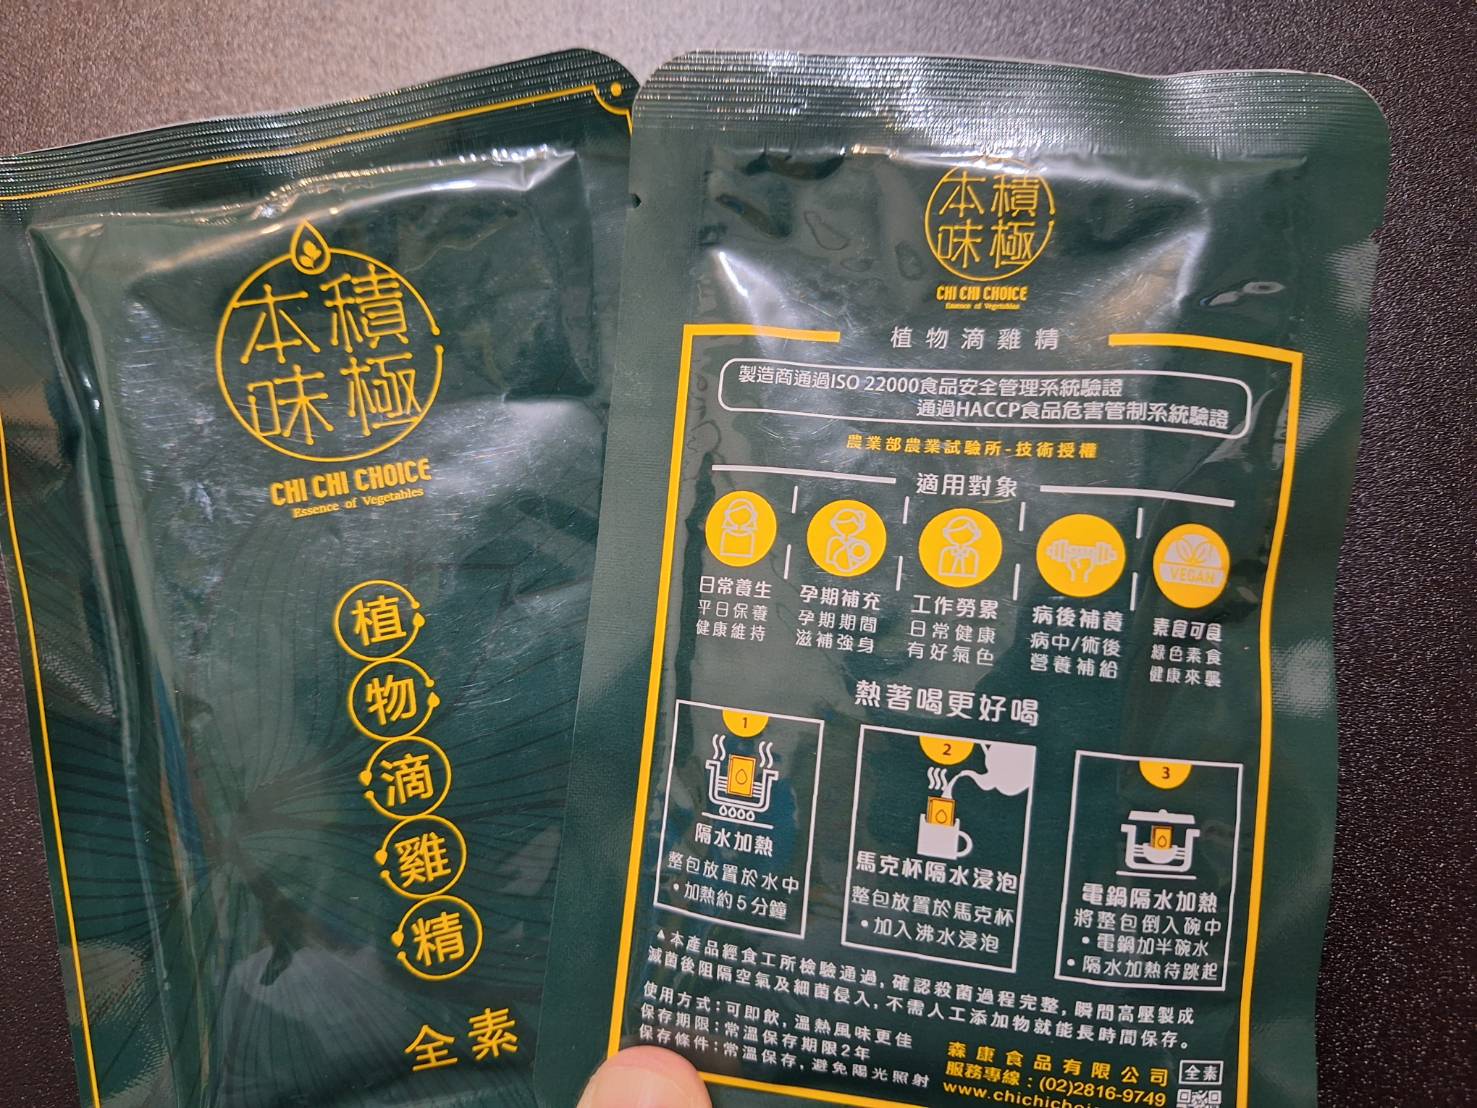 積極
本味
CHI CHI CHOICE
Essence of Vegetables
植物滴雞精
全素
積極
本味
CHI CHI CHOICE
Essence of Vegetables
植物滴雞精
製造商通過ISO 22000食品安全管理系統驗證
通過HACCP食品危害管制系統驗證
農業部農業試驗所-技術授權
適用對象
VEGAN
日常養生
平日保養
健康維持
孕期補充
孕期期間
滋補強身
工作勞累
日常健康
有好氣色
病後補養
病中/術後
營養補給
素食可食
綠色素食
健康來襲
熱著喝更好喝
1
隔水加熱
整包放置於水中
•加熱約5分鐘
2
馬克杯隔水浸泡
整包放置於馬克杯
•加入沸水浸泡
3
電鍋隔水加熱
將整包倒入碗中
•電鍋加半碗水
•隔水加熱待跳起
▲本產品經食工所檢驗通過,確認殺菌過程完整,瞬間高壓製成
滅菌後阻隔空氣及細菌侵入,不需人工添加物就能長時間保存。
使用方式:可即飲,溫熱風味更佳
保存期限:常溫保存期限2年
保存條件:常溫保存,避免陽光照射
森康食品有限公司
全素
服務專線:(02)2816-9749